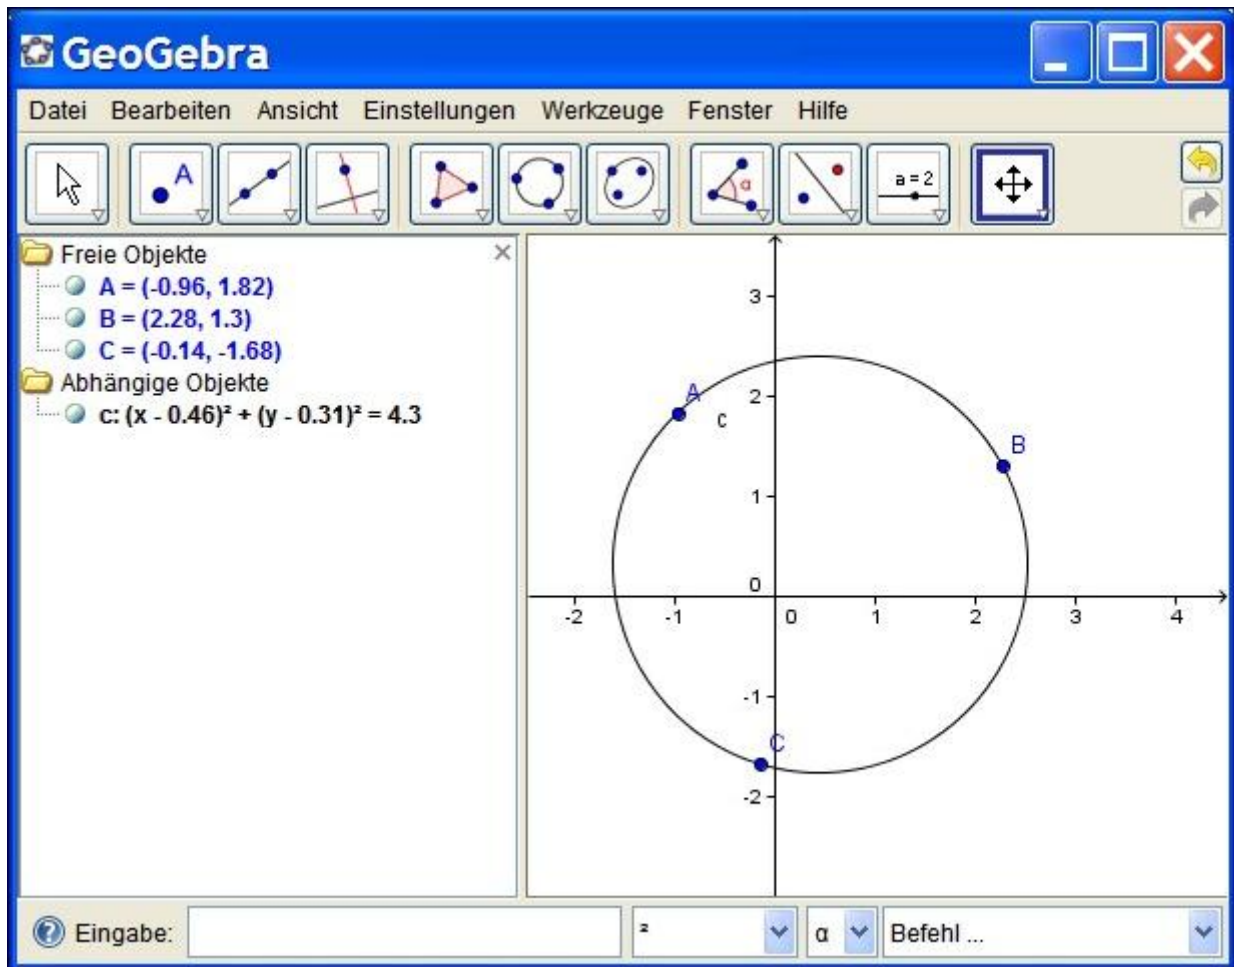 GeoGebra
Datei Bearbeiten Ansicht Einstellungen Werkzeuge Fenster Hilfe
A α a = 2
Freie Objekte
A = (-0.96, 1.82)
B = (2.28, 1.3)
C = (-0.14, -1.68)
Abhängige Objekte
c: (x - 0.46)² + (y - 0.31)² = 4.3
3
A
2
c
B
1
0
-2 -1 0 1 2 3 4
-1
C
-2
Eingabe: ² α Befehl ...